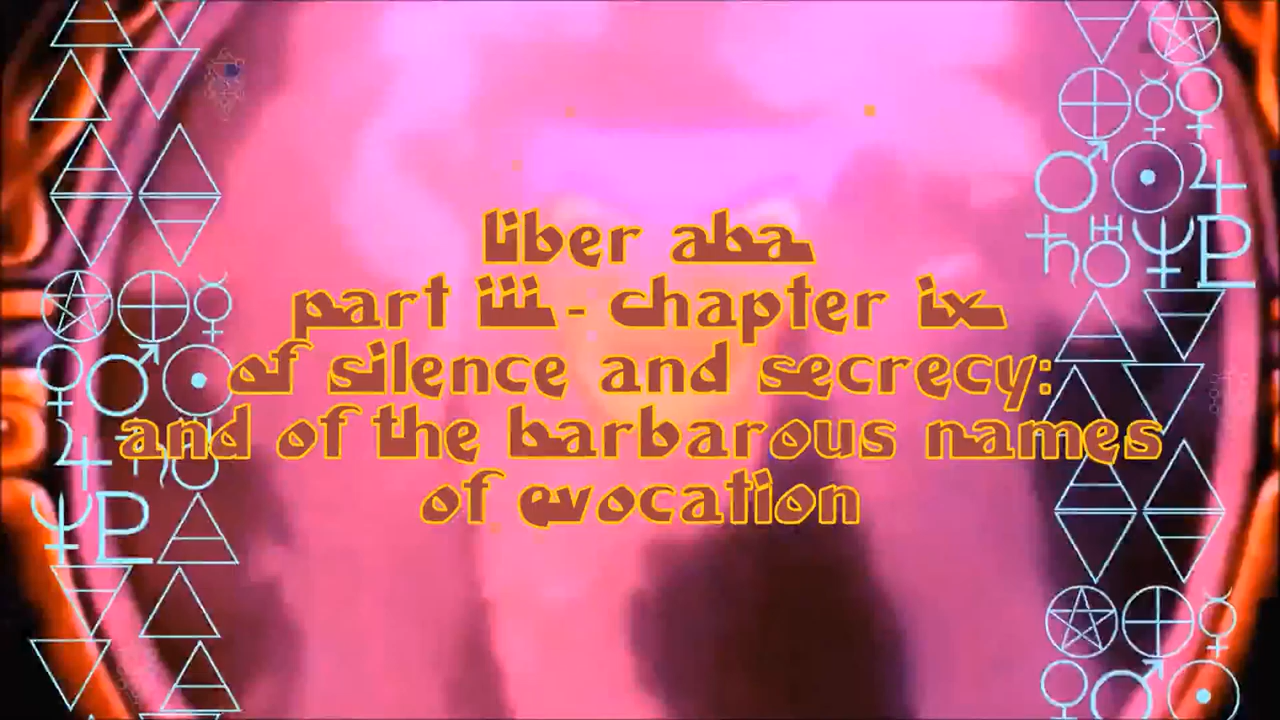 liber aba
part iii - chapter ix
of silence and secrecy:
and of the barbarous names
of evocation